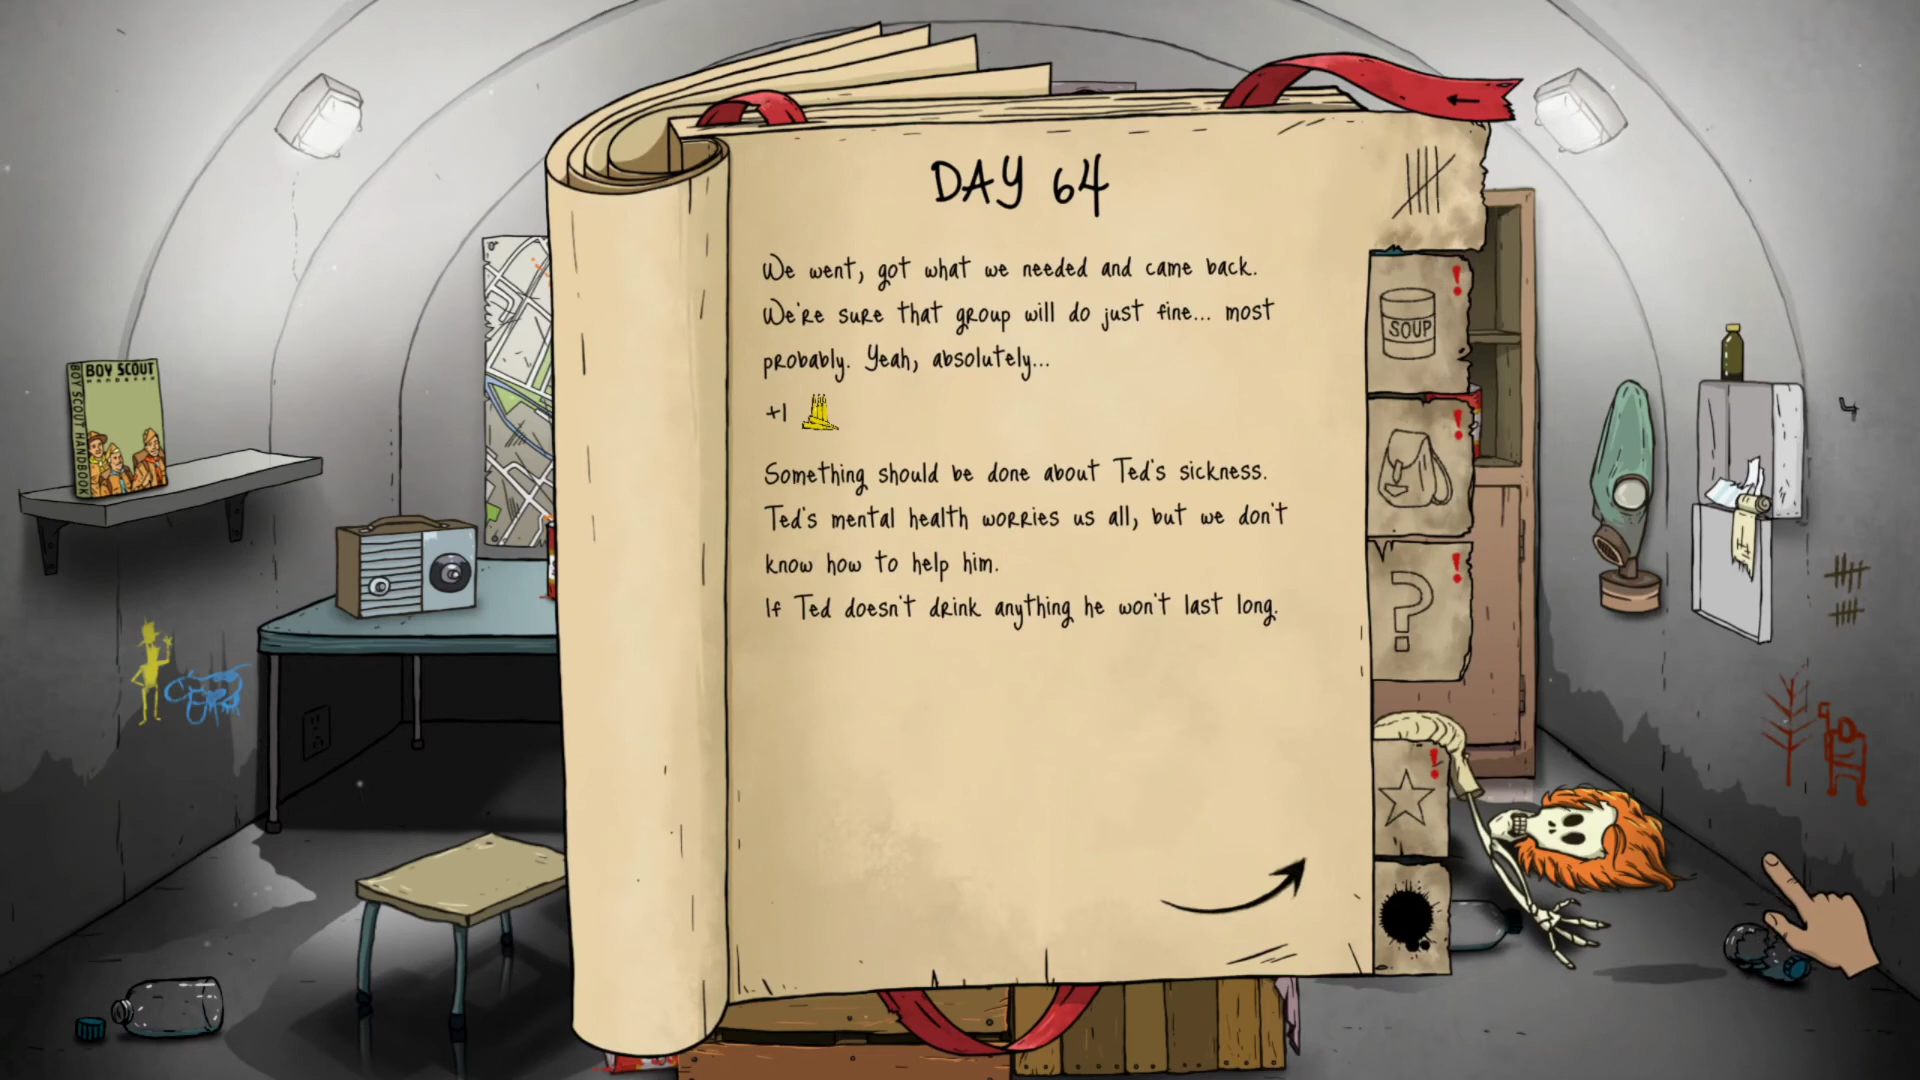 DAY 64
We went, got what we needed and came back.
We're sure that group will do just fine... most
probably. Yeah, absolutely...
+1
Something should be done about Ted's sickness.
Ted's mental health worries us all, but we don't
know how to help him.
If Ted doesn't drink anything he won't last long.
!
SOUP
!
!
?
!
BOY SCOUT
HANDBOOK
BOY SCOUT HANDBOOK